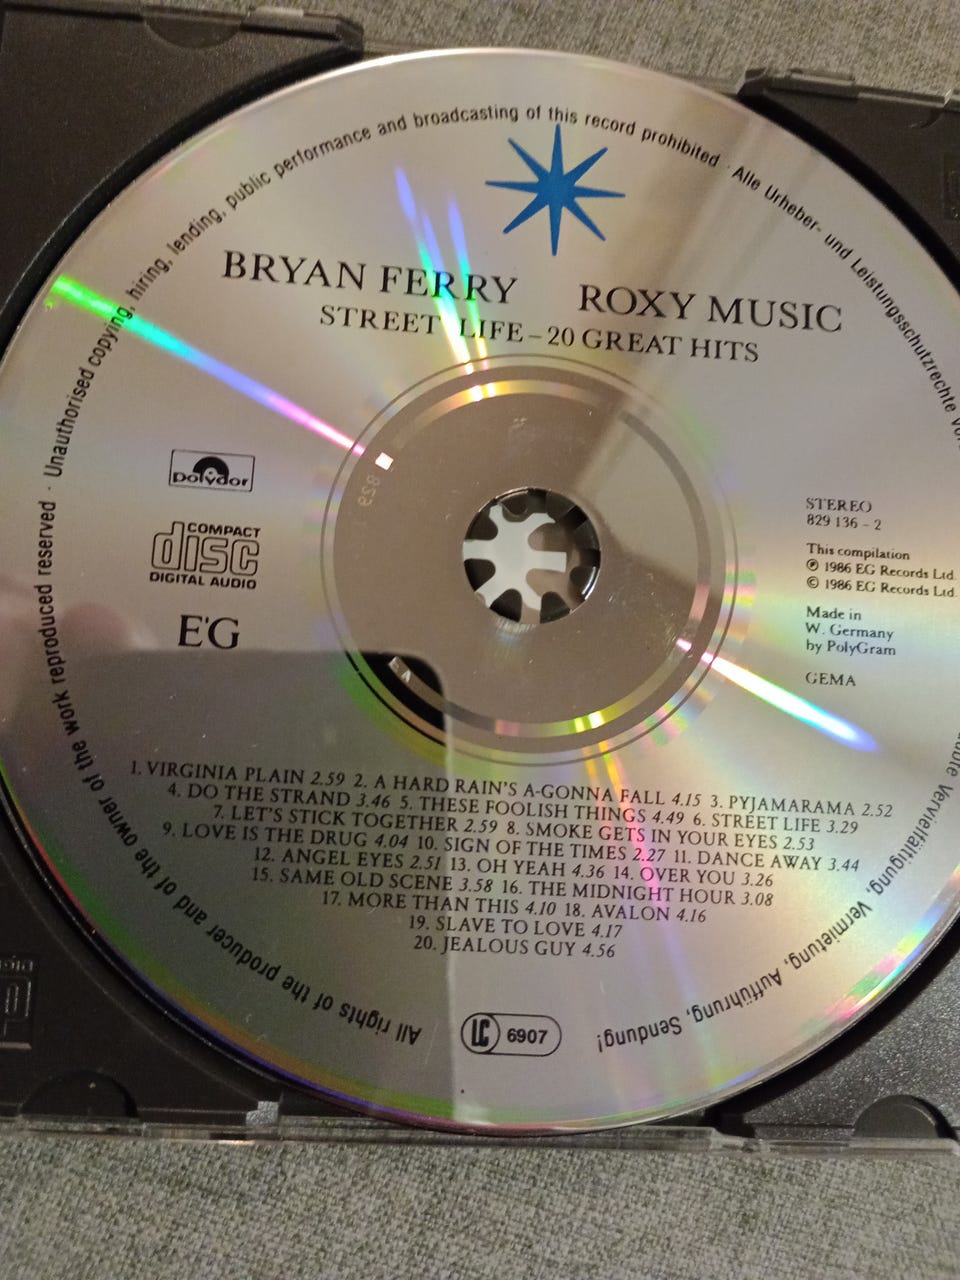 Unauthorised copying, hiring, lending, public performance and broadcasting of this record prohibited · Alle Urheber- und Leistungsschutzrechte
BRYAN FERRY ROXY MUSIC
STREET LIFE – 20 GREAT HITS
polydor
COMPACT
disc
DIGITAL AUDIO
E'G
STEREO
829 136 - 2
This compilation
℗ 1986 EG Records Ltd.
© 1986 EG Records Ltd.
Made in
W. Germany
by PolyGram
GEMA
829
1. VIRGINIA PLAIN 2.59 2. A HARD RAIN'S A-GONNA FALL 4.15 3. PYJAMARAMA 2.52
4. DO THE STRAND 3.46 5. THESE FOOLISH THINGS 4.49 6. STREET LIFE 3.29
7. LET'S STICK TOGETHER 2.59 8. SMOKE GETS IN YOUR EYES 2.53
9. LOVE IS THE DRUG 4.04 10. SIGN OF THE TIMES 2.27 11. DANCE AWAY 3.44
12. ANGEL EYES 2.51 13. OH YEAH 4.36 14. OVER YOU 3.26
15. SAME OLD SCENE 3.58 16. THE MIDNIGHT HOUR 3.08
17. MORE THAN THIS 4.10 18. AVALON 4.16
19. SLAVE TO LOVE 4.17
20. JEALOUS GUY 4.56
LC 6907
Vervielfältigung, Vermietung, Aufführung, Sendung!
All rights of the producer and of the owner of the work reproduced reserved ·